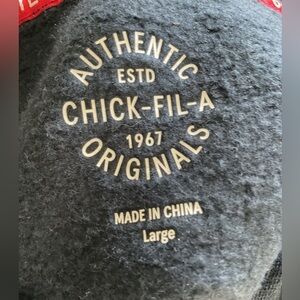 AUTHENTIC
ESTD
CHICK-FIL-A
1967
ORIGINALS
MADE IN CHINA
Large